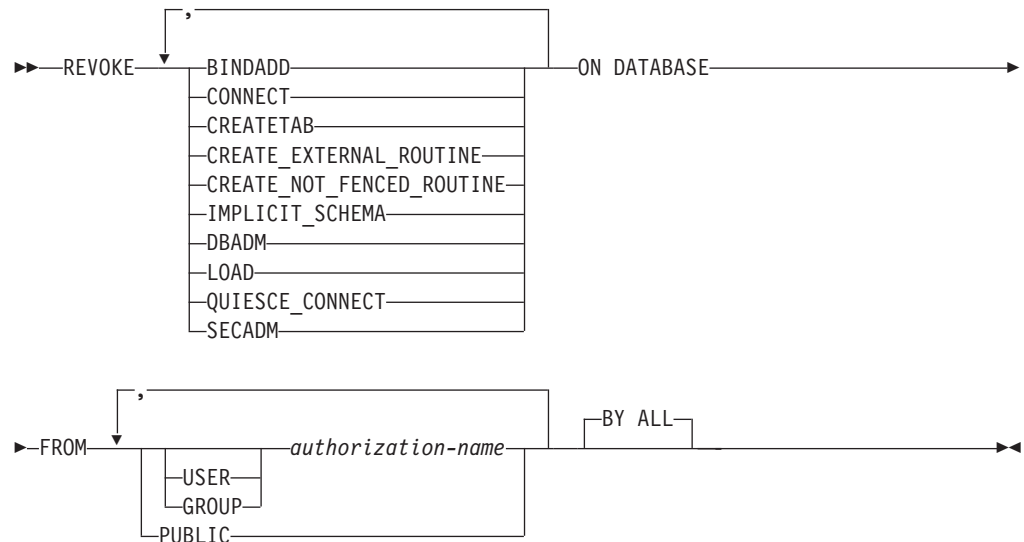 ,
REVOKE BINDADD ON DATABASE
CONNECT
CREATETAB
CREATE_EXTERNAL_ROUTINE
CREATE_NOT_FENCED_ROUTINE
IMPLICIT_SCHEMA
DBADM
LOAD
QUIESCE_CONNECT
SECADM
,
BY ALL
FROM authorization-name
USER
GROUP
PUBLIC